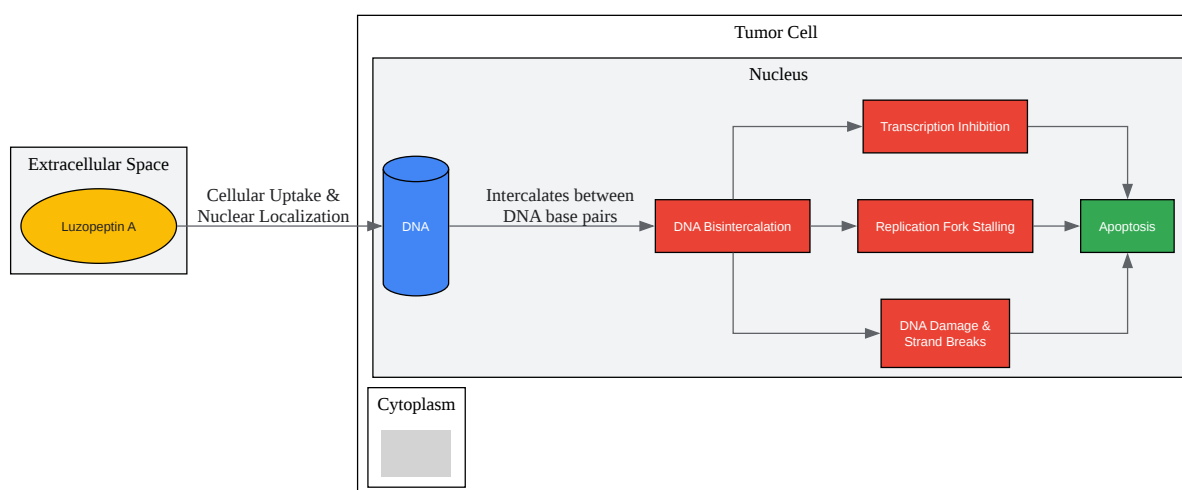 Tumor Cell
Nucleus
Extracellular Space
Luzopeptin A
Cellular Uptake &
Nuclear Localization
DNA
Intercalates between
DNA base pairs
DNA Bisintercalation
Transcription Inhibition
Replication Fork Stalling
DNA Damage &
Strand Breaks
Apoptosis
Cytoplasm